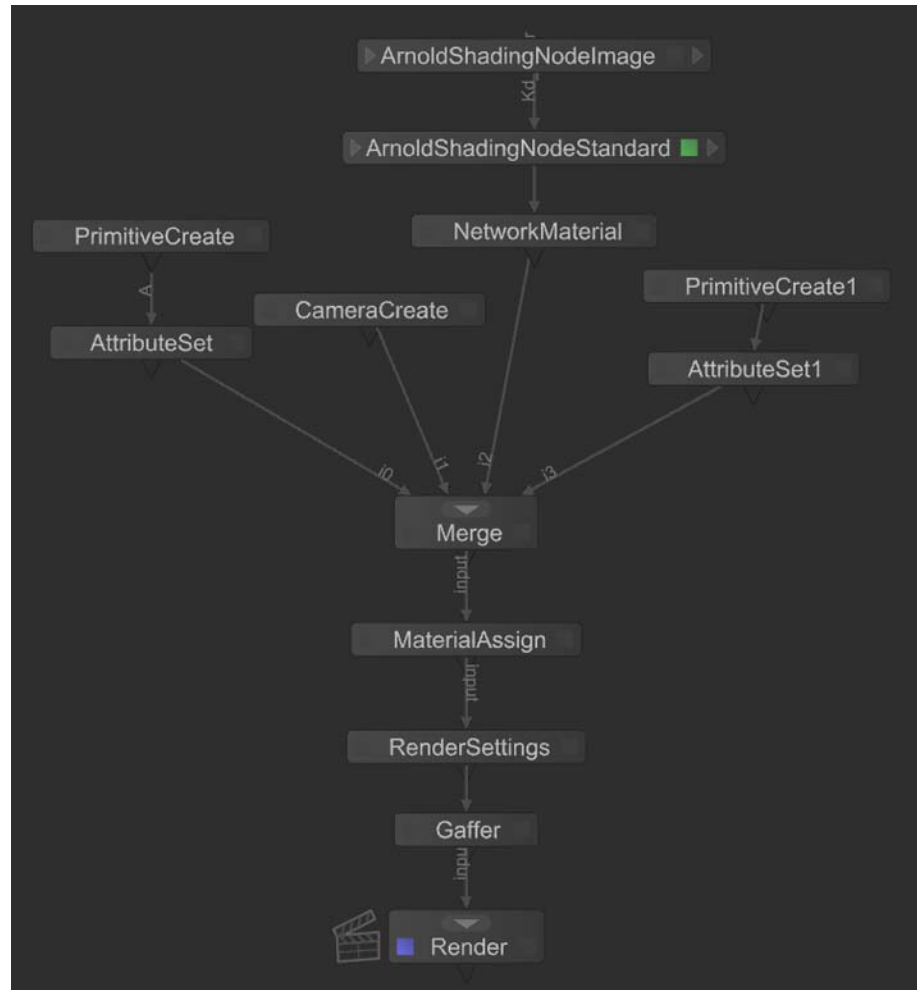 r
ArnoldShadingNodeImage
Kd
ArnoldShadingNodeStandard
NetworkMaterial
PrimitiveCreate
PrimitiveCreate1
A
CameraCreate
AttributeSet
AttributeSet1
i0
i1
i2
i3
Merge
input
MaterialAssign
input
RenderSettings
Gaffer
input
Render